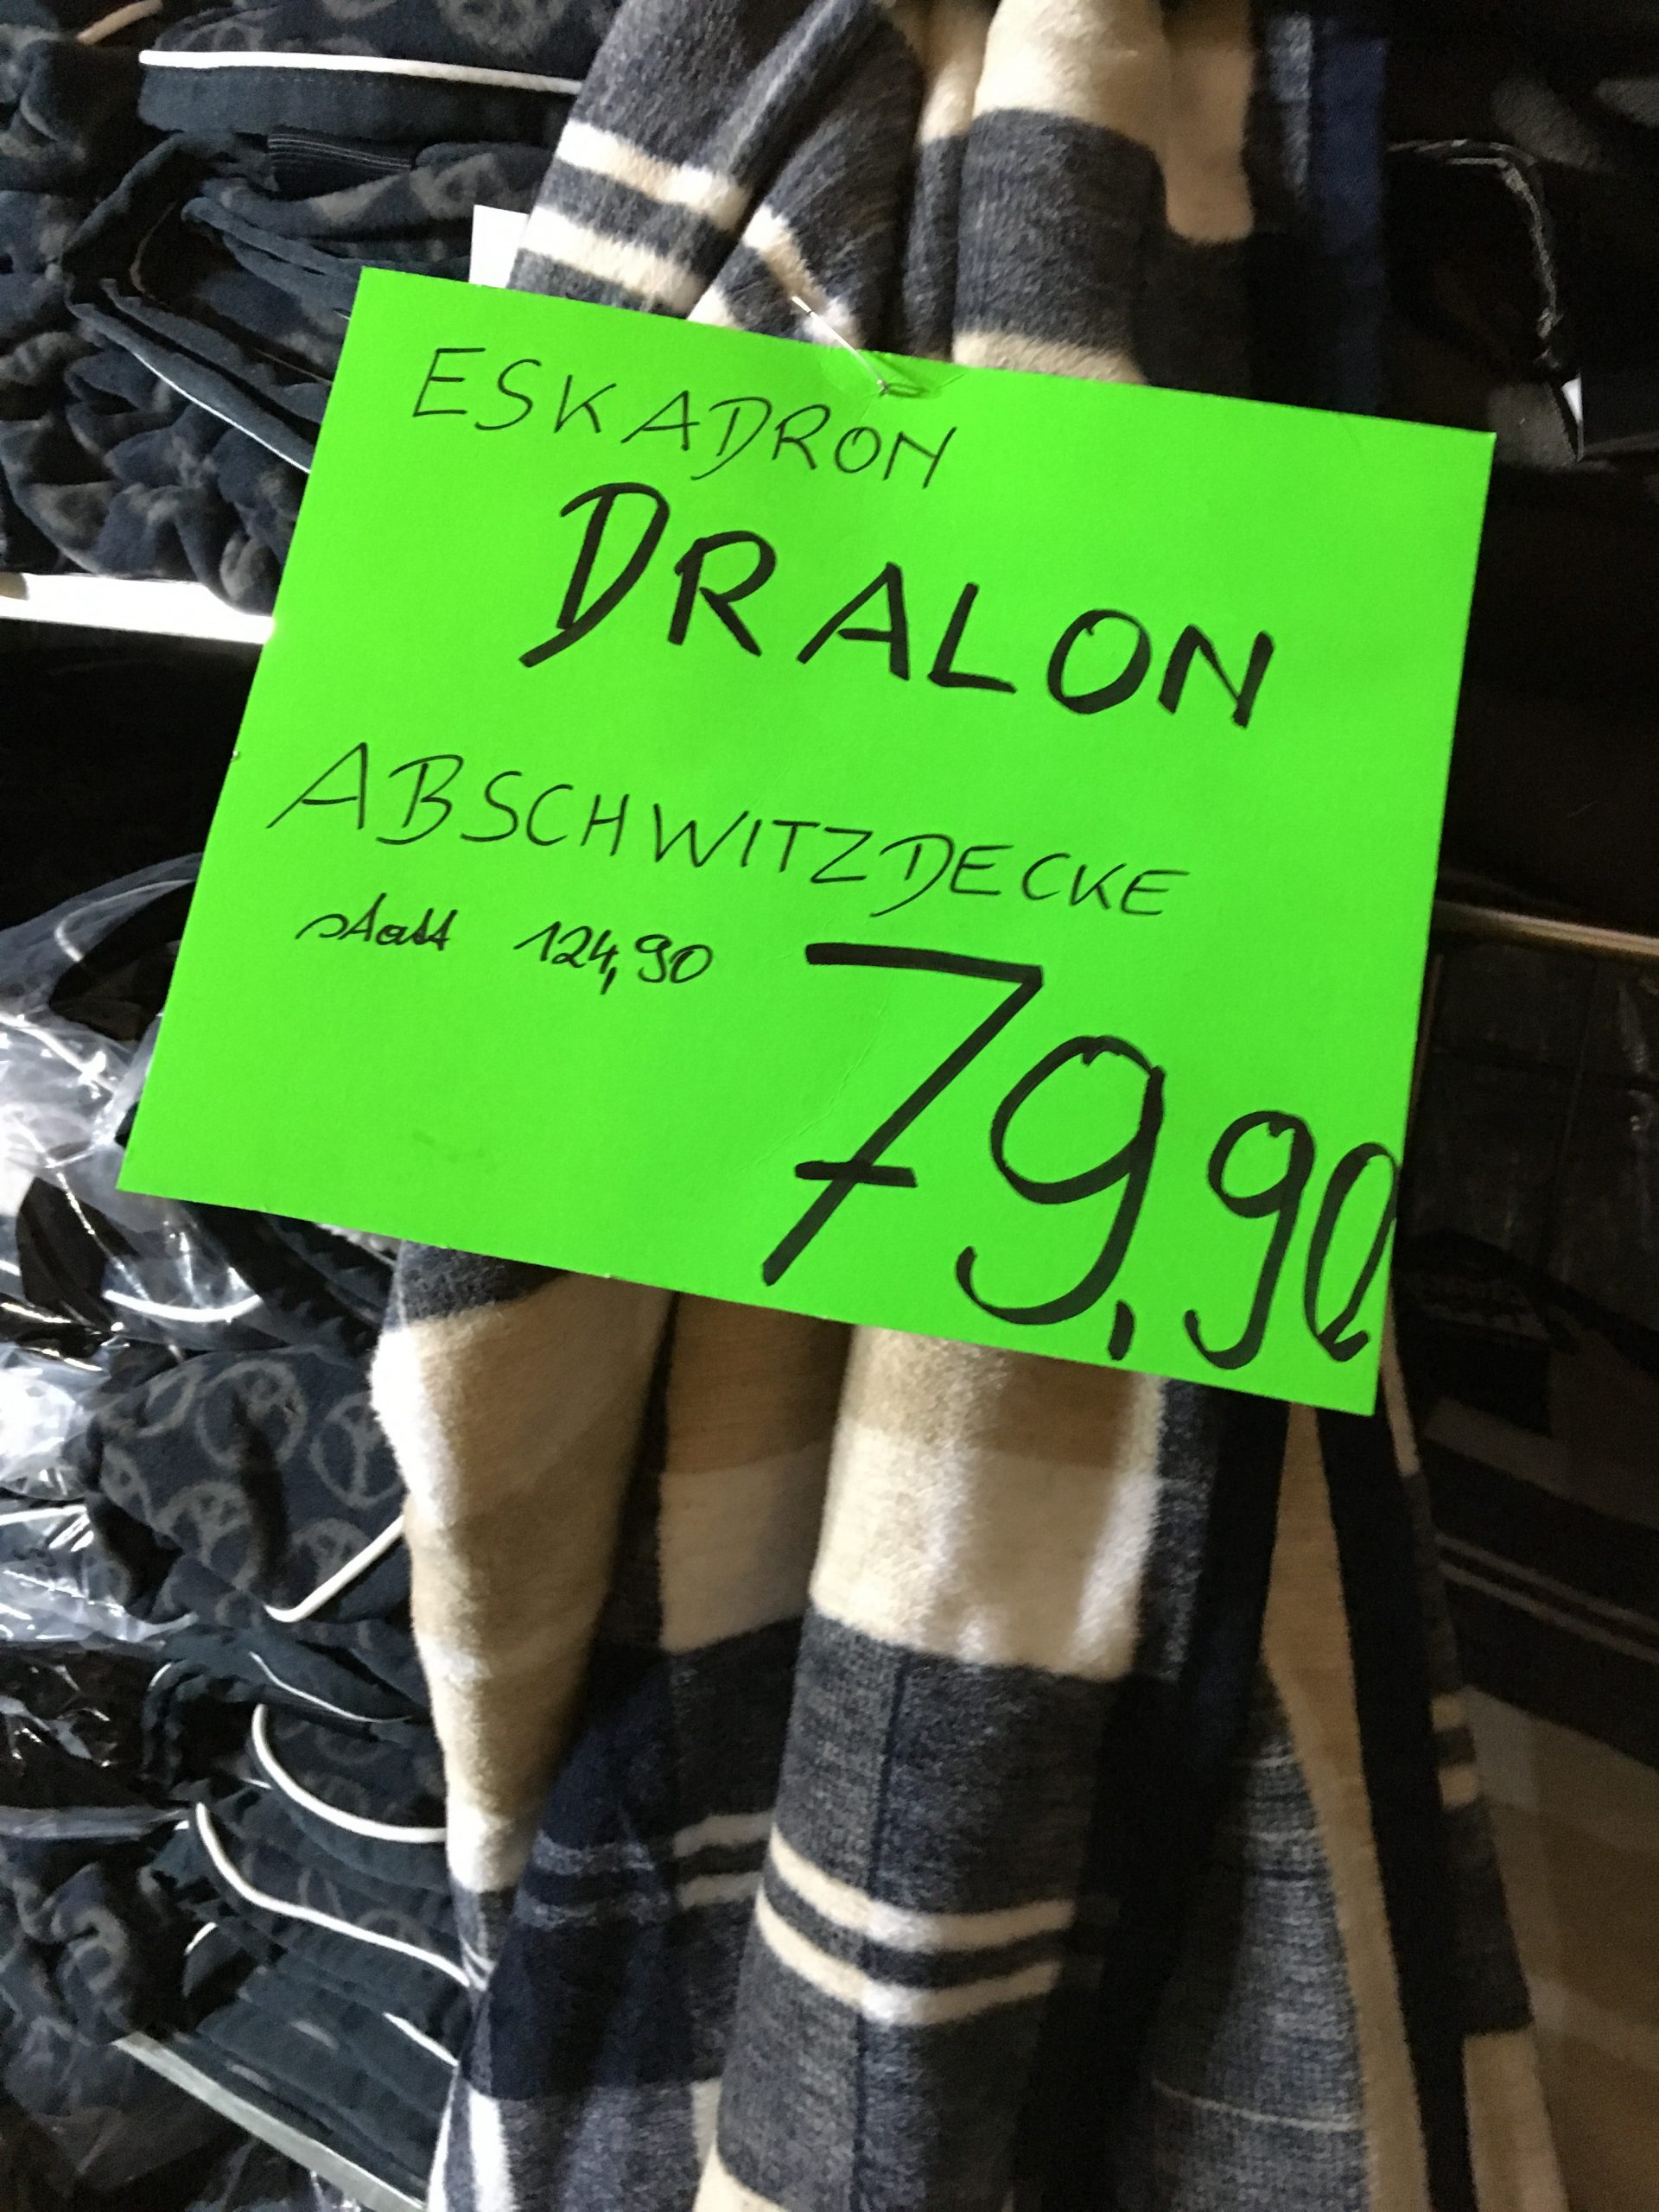 ESKADRON
DRALON
ABSCHWITZDECKE
statt 124,90
79,90